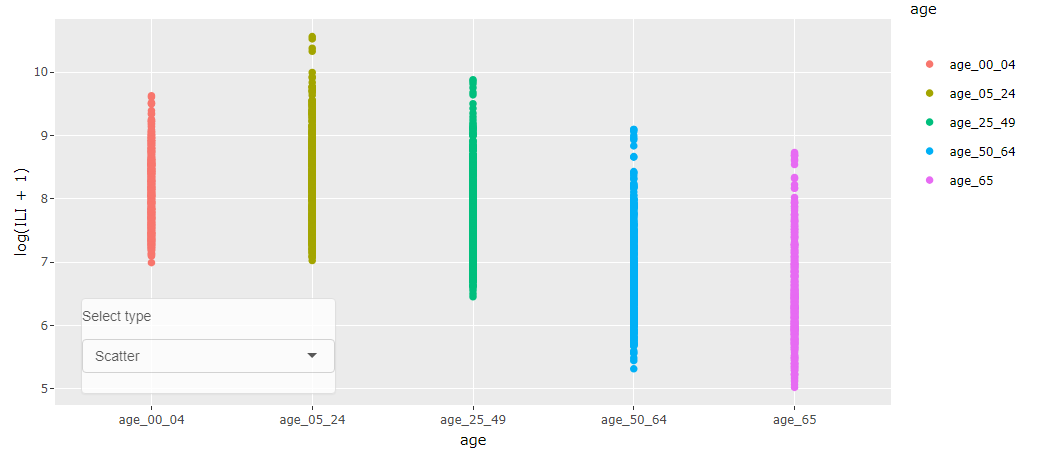 age
age_00_04
age_05_24
age_25_49
age_50_64
age_65
log(ILI + 1)
10
9
8
7
6
5
Select type
Scatter
age_00_04
age_05_24
age_25_49
age_50_64
age_65
age